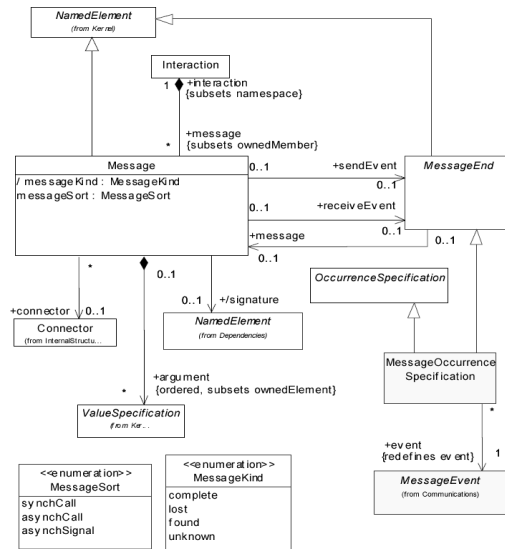 NamedElement
(from Kernel)
Interaction
1
+interaction
{subsets namespace}
*
+message
{subsets ownedMember}
Message
/ messageKind : MessageKind
messageSort : MessageSort
0..1
+sendEvent
0..1
MessageEnd
0..1
+receiveEvent
0..1
+message
0..1
0..1
*
0..1
0..1
+/signature
OccurrenceSpecification
+connector
0..1
Connector
(from InternalStructu...
NamedElement
(from Dependencies)
MessageOccurrence
Specification
+argument
{ordered, subsets ownedElement}
*
ValueSpecification
(from Ker...
*
+event
{redefines event}
1
MessageEvent
(from Communications)
<<enumeration>>
MessageSort
synchCall
asynchCall
asynchSignal
<<enumeration>>
MessageKind
complete
lost
found
unknown